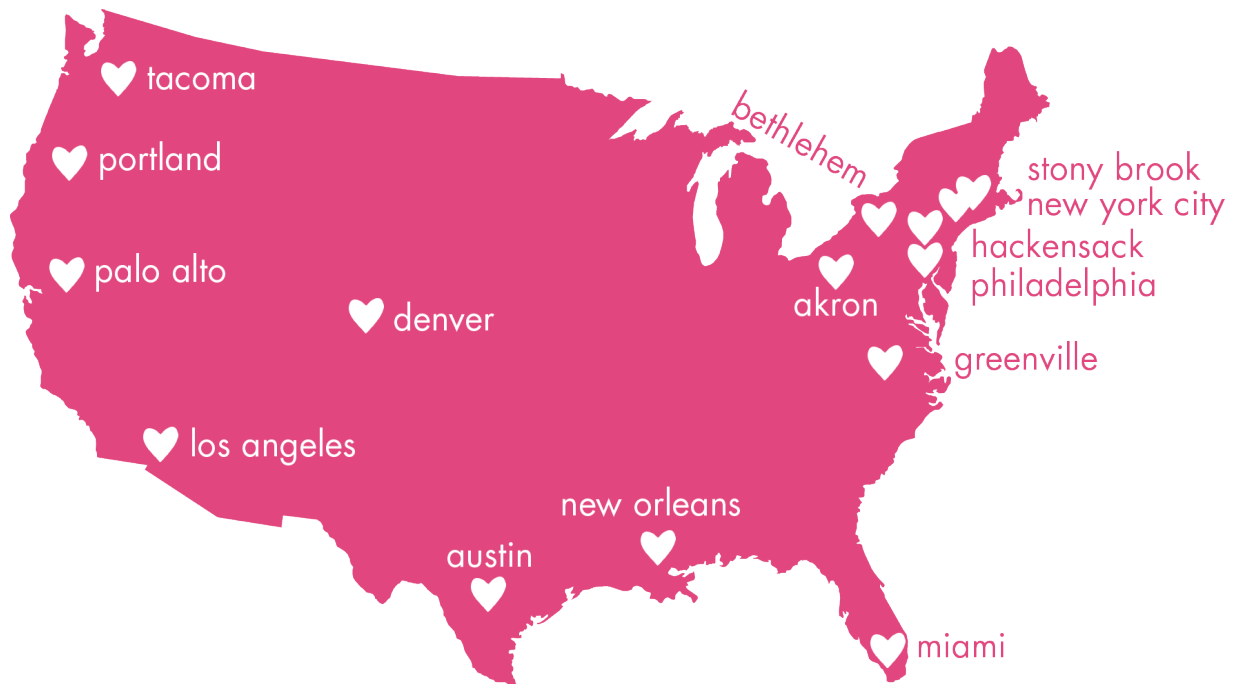 tacoma
bethlehem
portland
stony brook
new york city
hackensack
palo alto
philadelphia
akron
denver
greenville
los angeles
new orleans
austin
miami